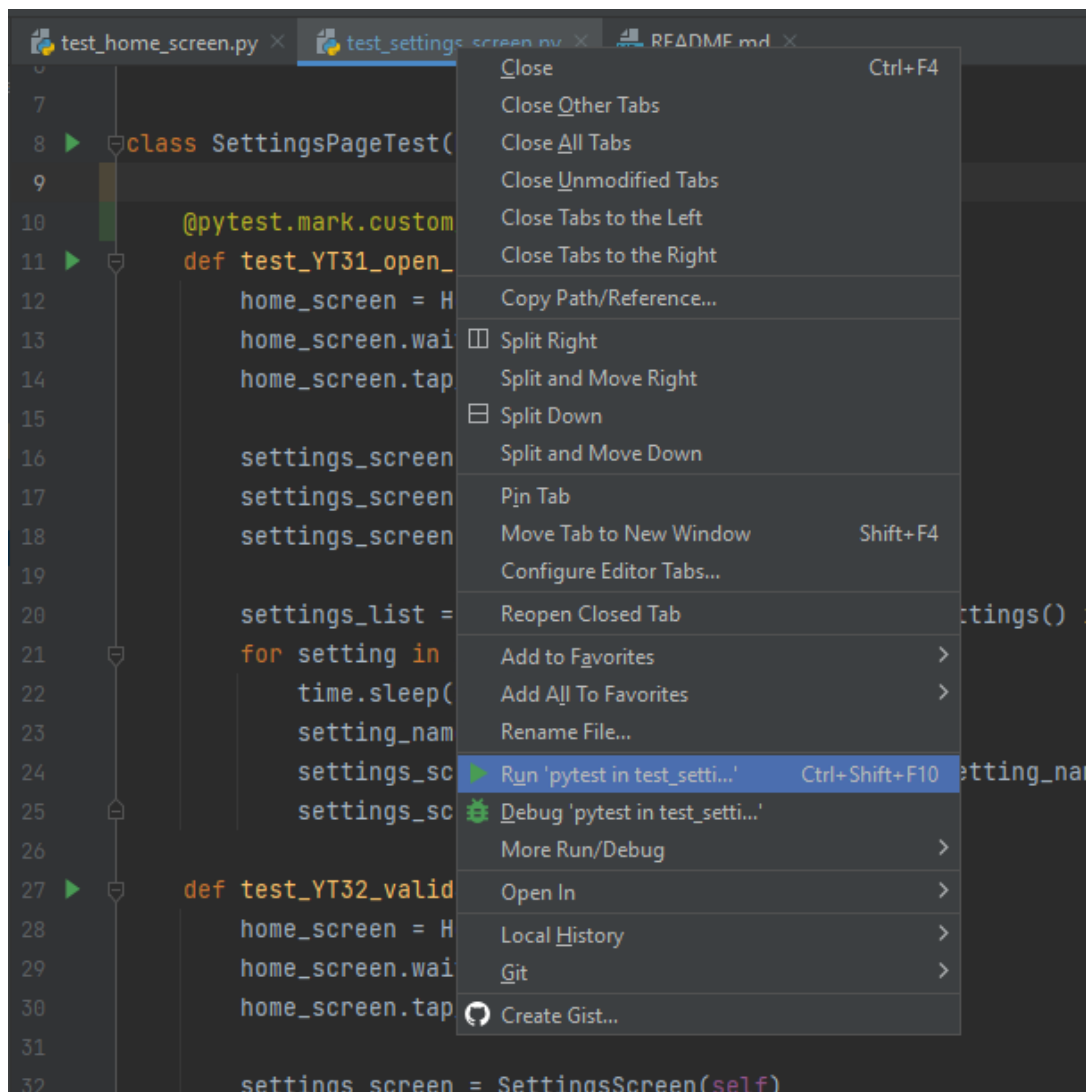 test_home_screen.py
test_settings_screen.py
README.md
Close Ctrl+F4
7 Close Other Tabs
8 class SettingsPageTest( Close All Tabs
9 Close Unmodified Tabs
10 @pytest.mark.custom Close Tabs to the Left
11 def test_YT31_open_ Close Tabs to the Right
12 home_screen = H Copy Path/Reference...
13 home_screen.wai Split Right
14 home_screen.tap Split and Move Right
15 Split Down
16 settings_screen Split and Move Down
17 settings_screen Pin Tab
18 settings_screen Move Tab to New Window Shift+F4
19 Configure Editor Tabs...
20 settings_list = Reopen Closed Tab ttings()
21 for setting in Add to Favorites
22 time.sleep( Add All To Favorites
23 setting_nam Rename File...
24 settings_sc Run 'pytest in test_setti...' Ctrl+Shift+F10 etting_na
25 settings_sc Debug 'pytest in test_setti...'
26 More Run/Debug
27 def test_YT32_valid Open In
28 home_screen = H Local History
29 home_screen.wai Git
30 home_screen.tap Create Gist...
31
32 settings_screen = SettingsScreen(self)